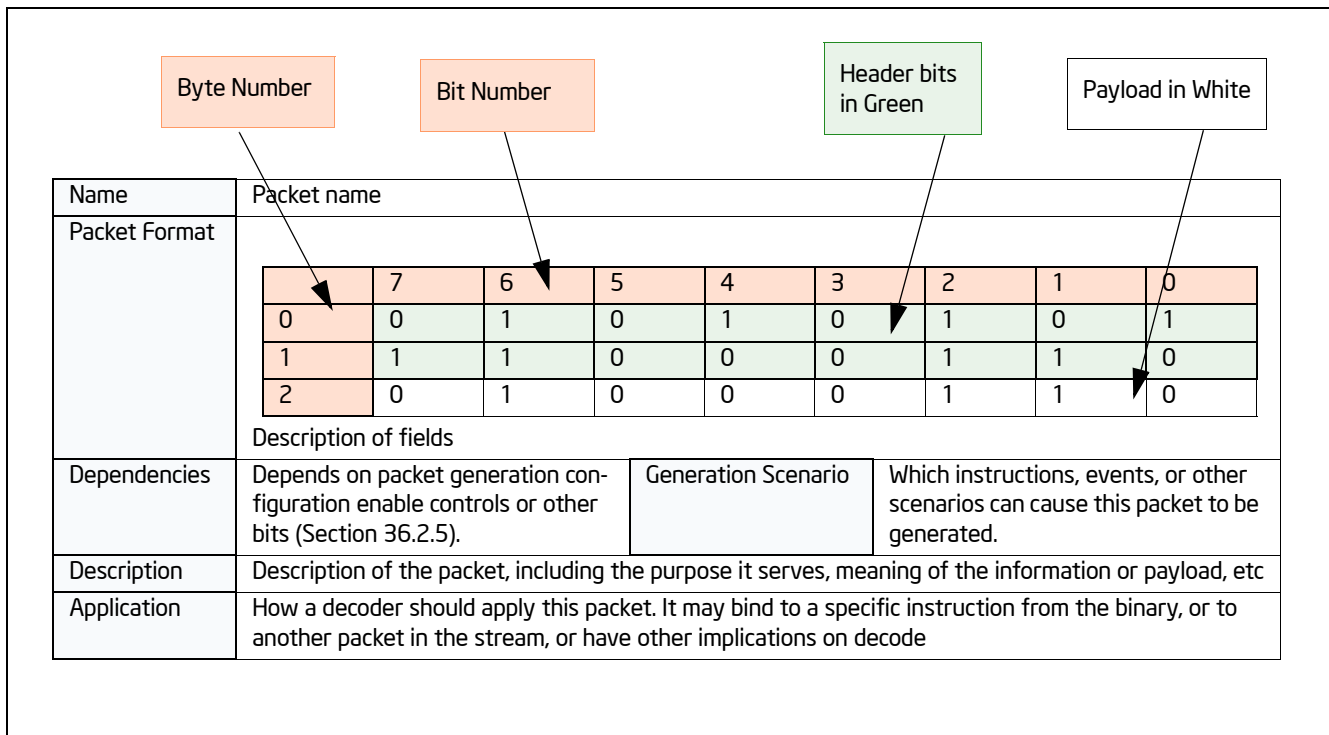 Byte Number
Bit Number
Header bits
in Green
Payload in White
Name Packet name
Packet Format
7 6 5 4 3 2 1 0
0 0 1 0 1 0 1 0 1
1 1 1 0 0 0 1 1 0
2 0 1 0 0 0 1 1 0
Description of fields
Dependencies Depends on packet generation con- Generation Scenario Which instructions, events, or other
figuration enable controls or other scenarios can cause this packet to be
bits (Section 36.2.5). generated.
Description Description of the packet, including the purpose it serves, meaning of the information or payload, etc
Application How a decoder should apply this packet. It may bind to a specific instruction from the binary, or to
another packet in the stream, or have other implications on decode